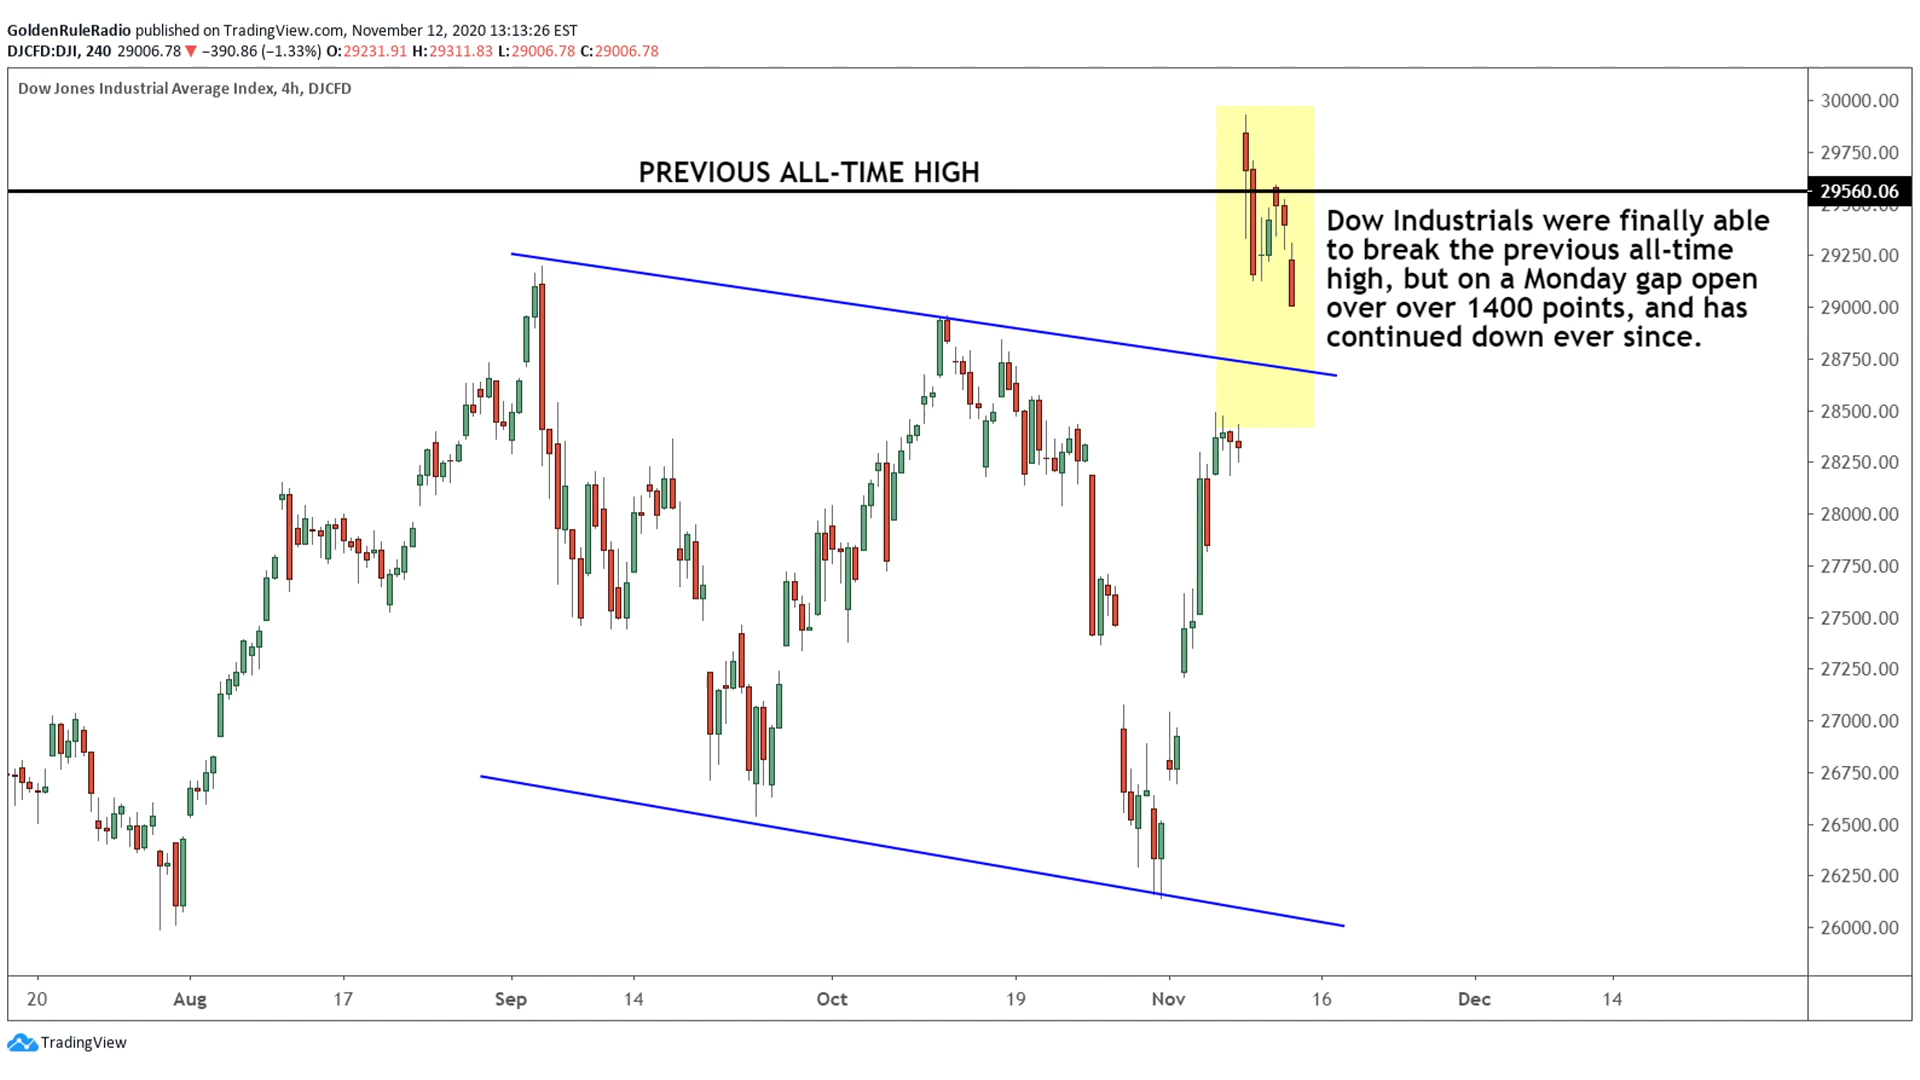 GoldenRuleRadio published on TradingView.com, November 12, 2020 13:13:26 EST
DJCFD:DJI, 240 29006.78 ▼ −390.86 (−1.33%) O:29231.91 H:29311.83 L:29006.78 C:29006.78
Dow Jones Industrial Average Index, 4h, DJCFD
PREVIOUS ALL-TIME HIGH
Dow Industrials were finally able
to break the previous all-time
high, but on a Monday gap open
over over 1400 points, and has
continued down ever since.
30000.00
29750.00
29560.06
29500.00
29250.00
29000.00
28750.00
28500.00
28250.00
28000.00
27750.00
27500.00
27250.00
27000.00
26750.00
26500.00
26250.00
26000.00
20 Aug 17 Sep 14 Oct 19 Nov 16 Dec 14
TradingView